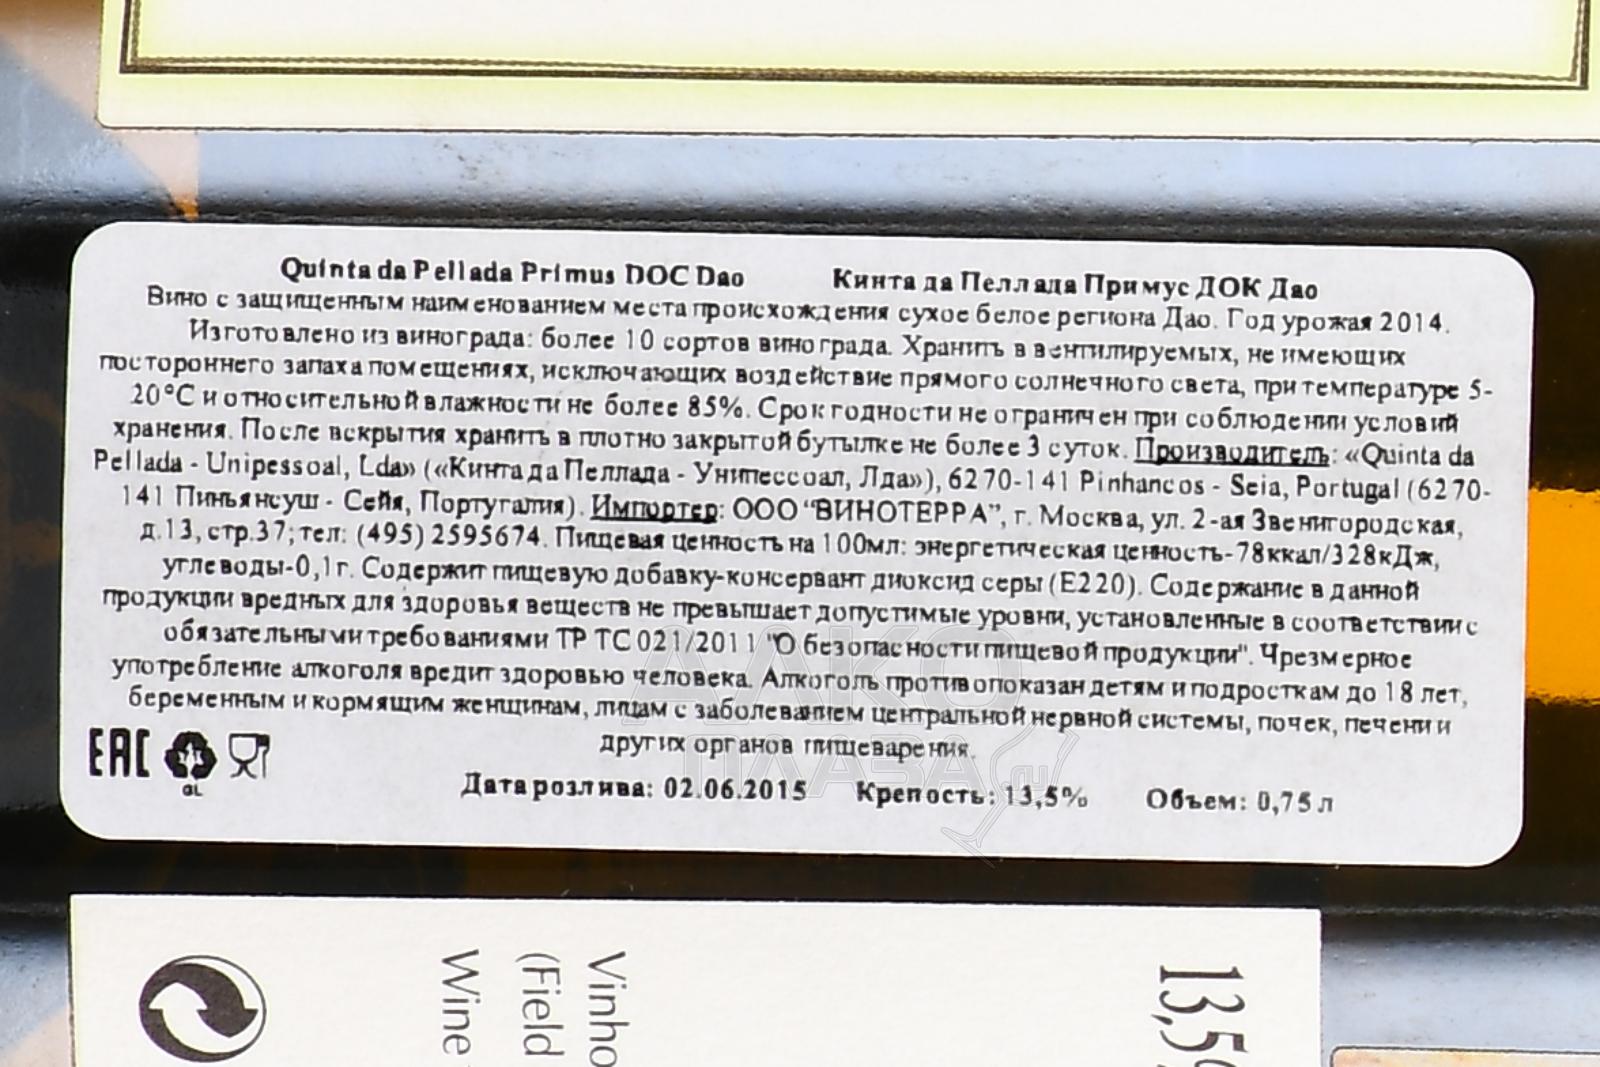 Quinta da Pellada Primus DOC Dao Кинта да Пеллада Примус ДОК Дао
Вино с защищенным наименованием места происхождения сухое белое региона Дао. Год урожая 2014.
Изготовлено из винограда: более 10 сортов винограда. Хранить в вентилируемых, не имеющих
постороннего запаха помещениях, исключающих воздействие прямого солнечного света, при температуре 5-
20°С и относительной влажности не более 85%. Срок годности не ограничен при соблюдении условий
хранения. После вскрытия хранить в плотно закрытой бутылке не более 3 суток. Производитель: «Quinta da
Pellada - Unipessoal, Lda» («Кинта да Пеллада - Унипессоал, Лда»), 6270-141 Pinhancos - Seia, Portugal (6270-
141 Пиньянсуш - Сейя, Португалия). Импортер: ООО "ВИНОТЕРРА", г. Москва, ул. 2-ая Звенигородская,
д.13, стр.37; тел: (495) 2595674. Пищевая ценность на 100мл: энергетическая ценность-78ккал/328кДж,
углеводы-0,1г. Содержит пищевую добавку-консервант диоксид серы (Е220). Содержание в данной
продукции вредных для здоровья веществ не превышает допустимые уровни, установленные в соответствии с
обязательными требованиями ТР ТС 021/2011 "О безопасности пищевой продукции". Чрезмерное
употребление алкоголя вредит здоровью человека. Алкоголь противопоказан детям и подросткам до 18 лет,
беременным и кормящим женщинам, лицам с заболеванием центральной нервной системы, почек, печени и
других органов пищеварения.
EAC
GL
Дата розлива: 02.06.2015 Крепость: 13,5% Объем: 0,75 л
АЛКО
ПЛАЗА.ru
Vinho
(Field
Wine
13,5%